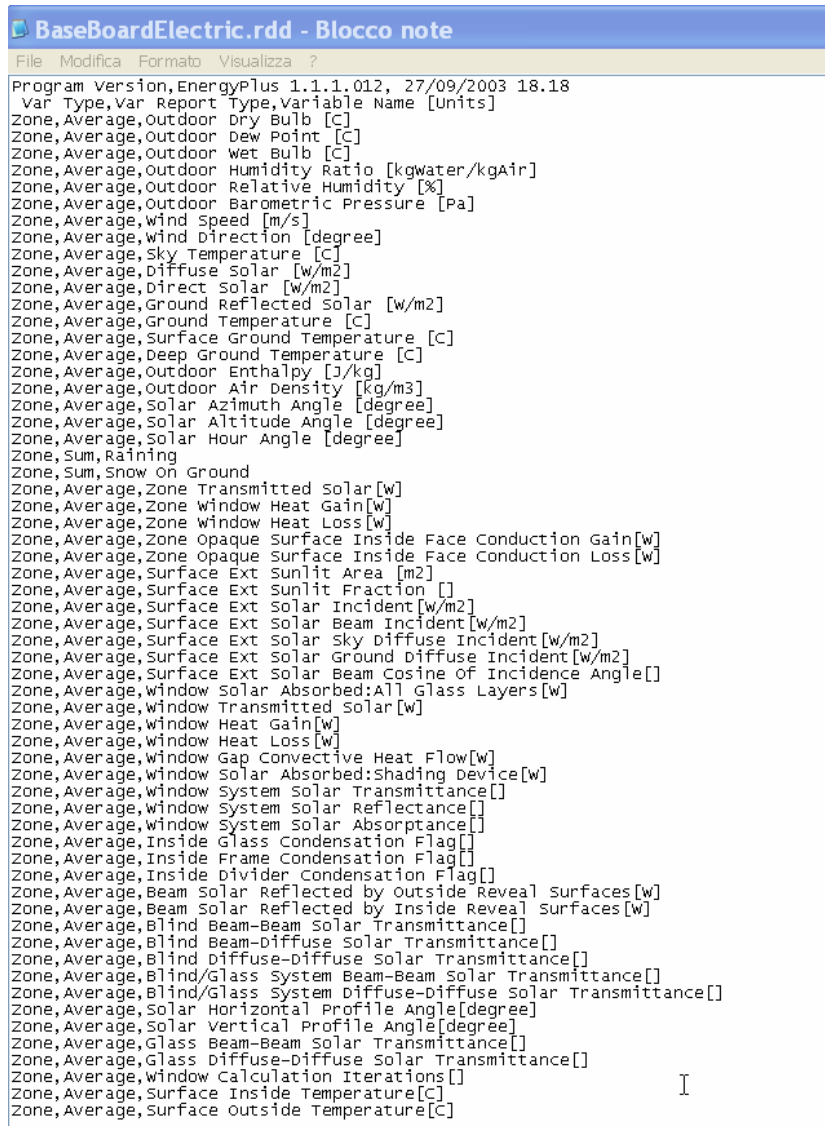 BaseBoardElectric.rdd - Blocco note
File Modifica Formato Visualizza ?
Program Version,EnergyPlus 1.1.1.012, 27/09/2003 18.18
Var Type,Var Report Type,Variable Name [Units]
Zone,Average,Outdoor Dry Bulb [C]
Zone,Average,Outdoor Dew Point [C]
Zone,Average,Outdoor Wet Bulb [C]
Zone,Average,Outdoor Humidity Ratio [kgWater/kgAir]
Zone,Average,Outdoor Relative Humidity [%]
Zone,Average,Outdoor Barometric Pressure [Pa]
Zone,Average,Wind Speed [m/s]
Zone,Average,Wind Direction [degree]
Zone,Average,Sky Temperature [C]
Zone,Average,Diffuse Solar [W/m2]
Zone,Average,Direct Solar [W/m2]
Zone,Average,Ground Reflected Solar [W/m2]
Zone,Average,Ground Temperature [C]
Zone,Average,Surface Ground Temperature [C]
Zone,Average,Deep Ground Temperature [C]
Zone,Average,Outdoor Enthalpy [J/kg]
Zone,Average,Outdoor Air Density [kg/m3]
Zone,Average,Solar Azimuth Angle [degree]
Zone,Average,Solar Altitude Angle [degree]
Zone,Average,Solar Hour Angle [degree]
Zone,Sum,Raining
Zone,Sum,Snow On Ground
Zone,Average,Zone Transmitted Solar[W]
Zone,Average,Zone Window Heat Gain[W]
Zone,Average,Zone Window Heat Loss[W]
Zone,Average,Zone Opaque Surface Inside Face Conduction Gain[W]
Zone,Average,Zone Opaque Surface Inside Face Conduction Loss[W]
Zone,Average,Surface Ext Sunlit Area [m2]
Zone,Average,Surface Ext Sunlit Fraction []
Zone,Average,Surface Ext Solar Incident[W/m2]
Zone,Average,Surface Ext Solar Beam Incident[W/m2]
Zone,Average,Surface Ext Solar Sky Diffuse Incident[W/m2]
Zone,Average,Surface Ext Solar Ground Diffuse Incident[W/m2]
Zone,Average,Surface Ext Solar Beam Cosine Of Incidence Angle[]
Zone,Average,Window Solar Absorbed:All Glass Layers[W]
Zone,Average,Window Transmitted Solar[W]
Zone,Average,Window Heat Gain[W]
Zone,Average,Window Heat Loss[W]
Zone,Average,Window Gap Convective Heat Flow[W]
Zone,Average,Window Solar Absorbed:Shading Device[W]
Zone,Average,Window System Solar Transmittance[]
Zone,Average,Window System Solar Reflectance[]
Zone,Average,Window System Solar Absorptance[]
Zone,Average,Inside Glass Condensation Flag[]
Zone,Average,Inside Frame Condensation Flag[]
Zone,Average,Inside Divider Condensation Flag[]
Zone,Average,Beam Solar Reflected by Outside Reveal Surfaces[W]
Zone,Average,Beam Solar Reflected by Inside Reveal Surfaces[W]
Zone,Average,Blind Beam-Beam Solar Transmittance[]
Zone,Average,Blind Beam-Diffuse Solar Transmittance[]
Zone,Average,Blind Diffuse-Diffuse Solar Transmittance[]
Zone,Average,Blind/Glass System Beam-Beam Solar Transmittance[]
Zone,Average,Blind/Glass System Diffuse-Diffuse Solar Transmittance[]
Zone,Average,Solar Horizontal Profile Angle[degree]
Zone,Average,Solar Vertical Profile Angle[degree]
Zone,Average,Glass Beam-Beam Solar Transmittance[]
Zone,Average,Glass Diffuse-Diffuse Solar Transmittance[]
Zone,Average,Window Calculation Iterations[]
Zone,Average,Surface Inside Temperature[C]
Zone,Average,Surface Outside Temperature[C]